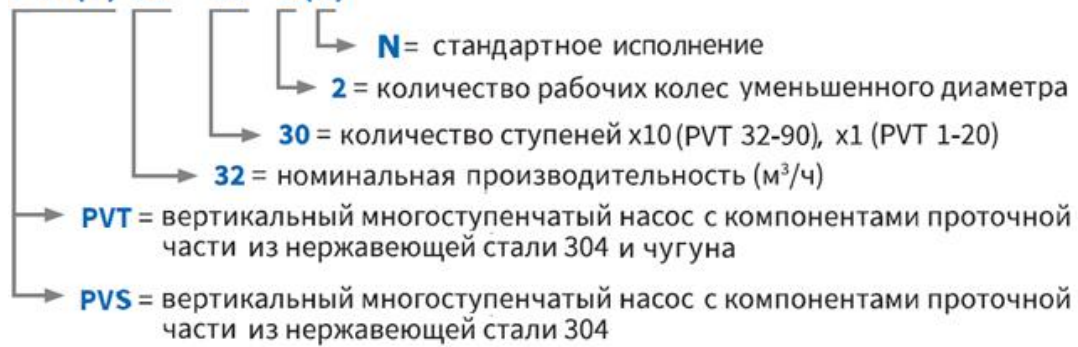 N = стандартное исполнение
2 = количество рабочих колес уменьшенного диаметра
30 = количество ступеней x10 (PVT 32-90), x1 (PVT 1-20)
32 = номинальная производительность (м³/ч)
PVT = вертикальный многоступенчатый насос с компонентами проточной
части из нержавеющей стали 304 и чугуна
PVS = вертикальный многоступенчатый насос с компонентами проточной
части из нержавеющей стали 304